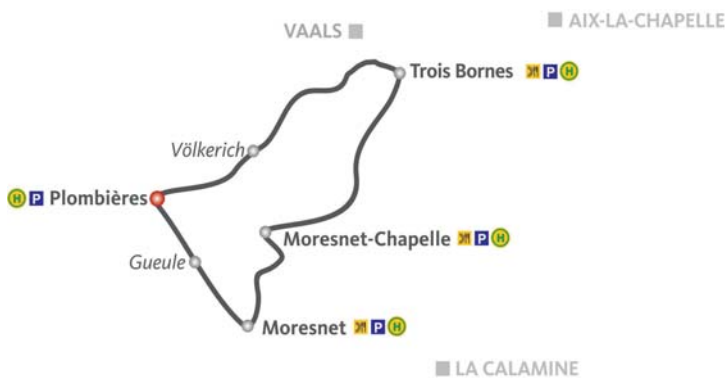 AIX-LA-CHAPELLE
VAALS
Trois Bornes P H
Völkerich
H P Plombières
Moresnet-Chapelle P H
Gueule
Moresnet P H
LA CALAMINE